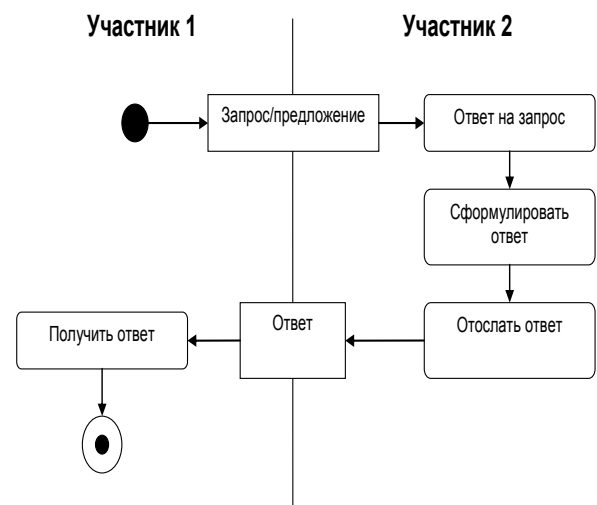 Участник 1
Участник 2
Запрос/предложение
Ответ на запрос
Сформулировать
ответ
Ответ
Отослать ответ
Получить ответ